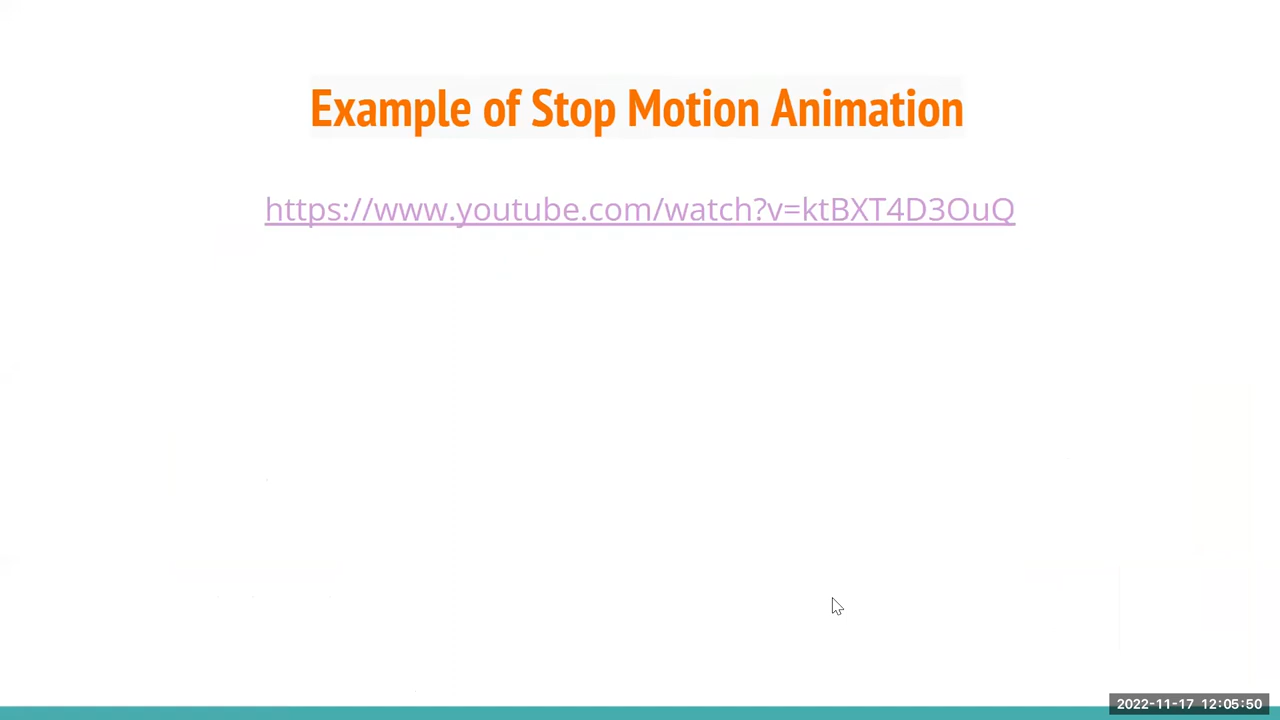 Example of Stop Motion Animation
https://www.youtube.com/watch?v=ktBXT4D3OuQ
2022-11-17 12:05:50